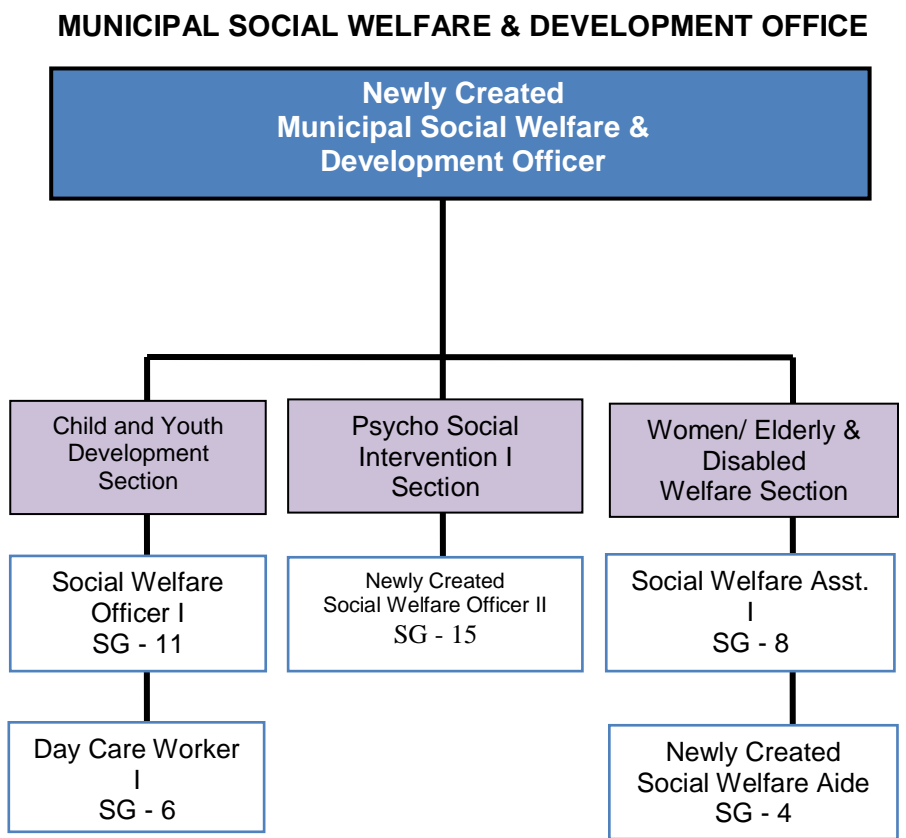 MUNICIPAL SOCIAL WELFARE & DEVELOPMENT OFFICE
Newly Created
Municipal Social Welfare &
Development Officer
Child and Youth
Development
Section
Psycho Social
Intervention I
Section
Women/ Elderly &
Disabled
Welfare Section
Social Welfare
Officer I
SG - 11
Newly Created
Social Welfare Officer II
SG - 15
Social Welfare Asst.
I
SG - 8
Day Care Worker
I
SG - 6
Newly Created
Social Welfare Aide
SG - 4